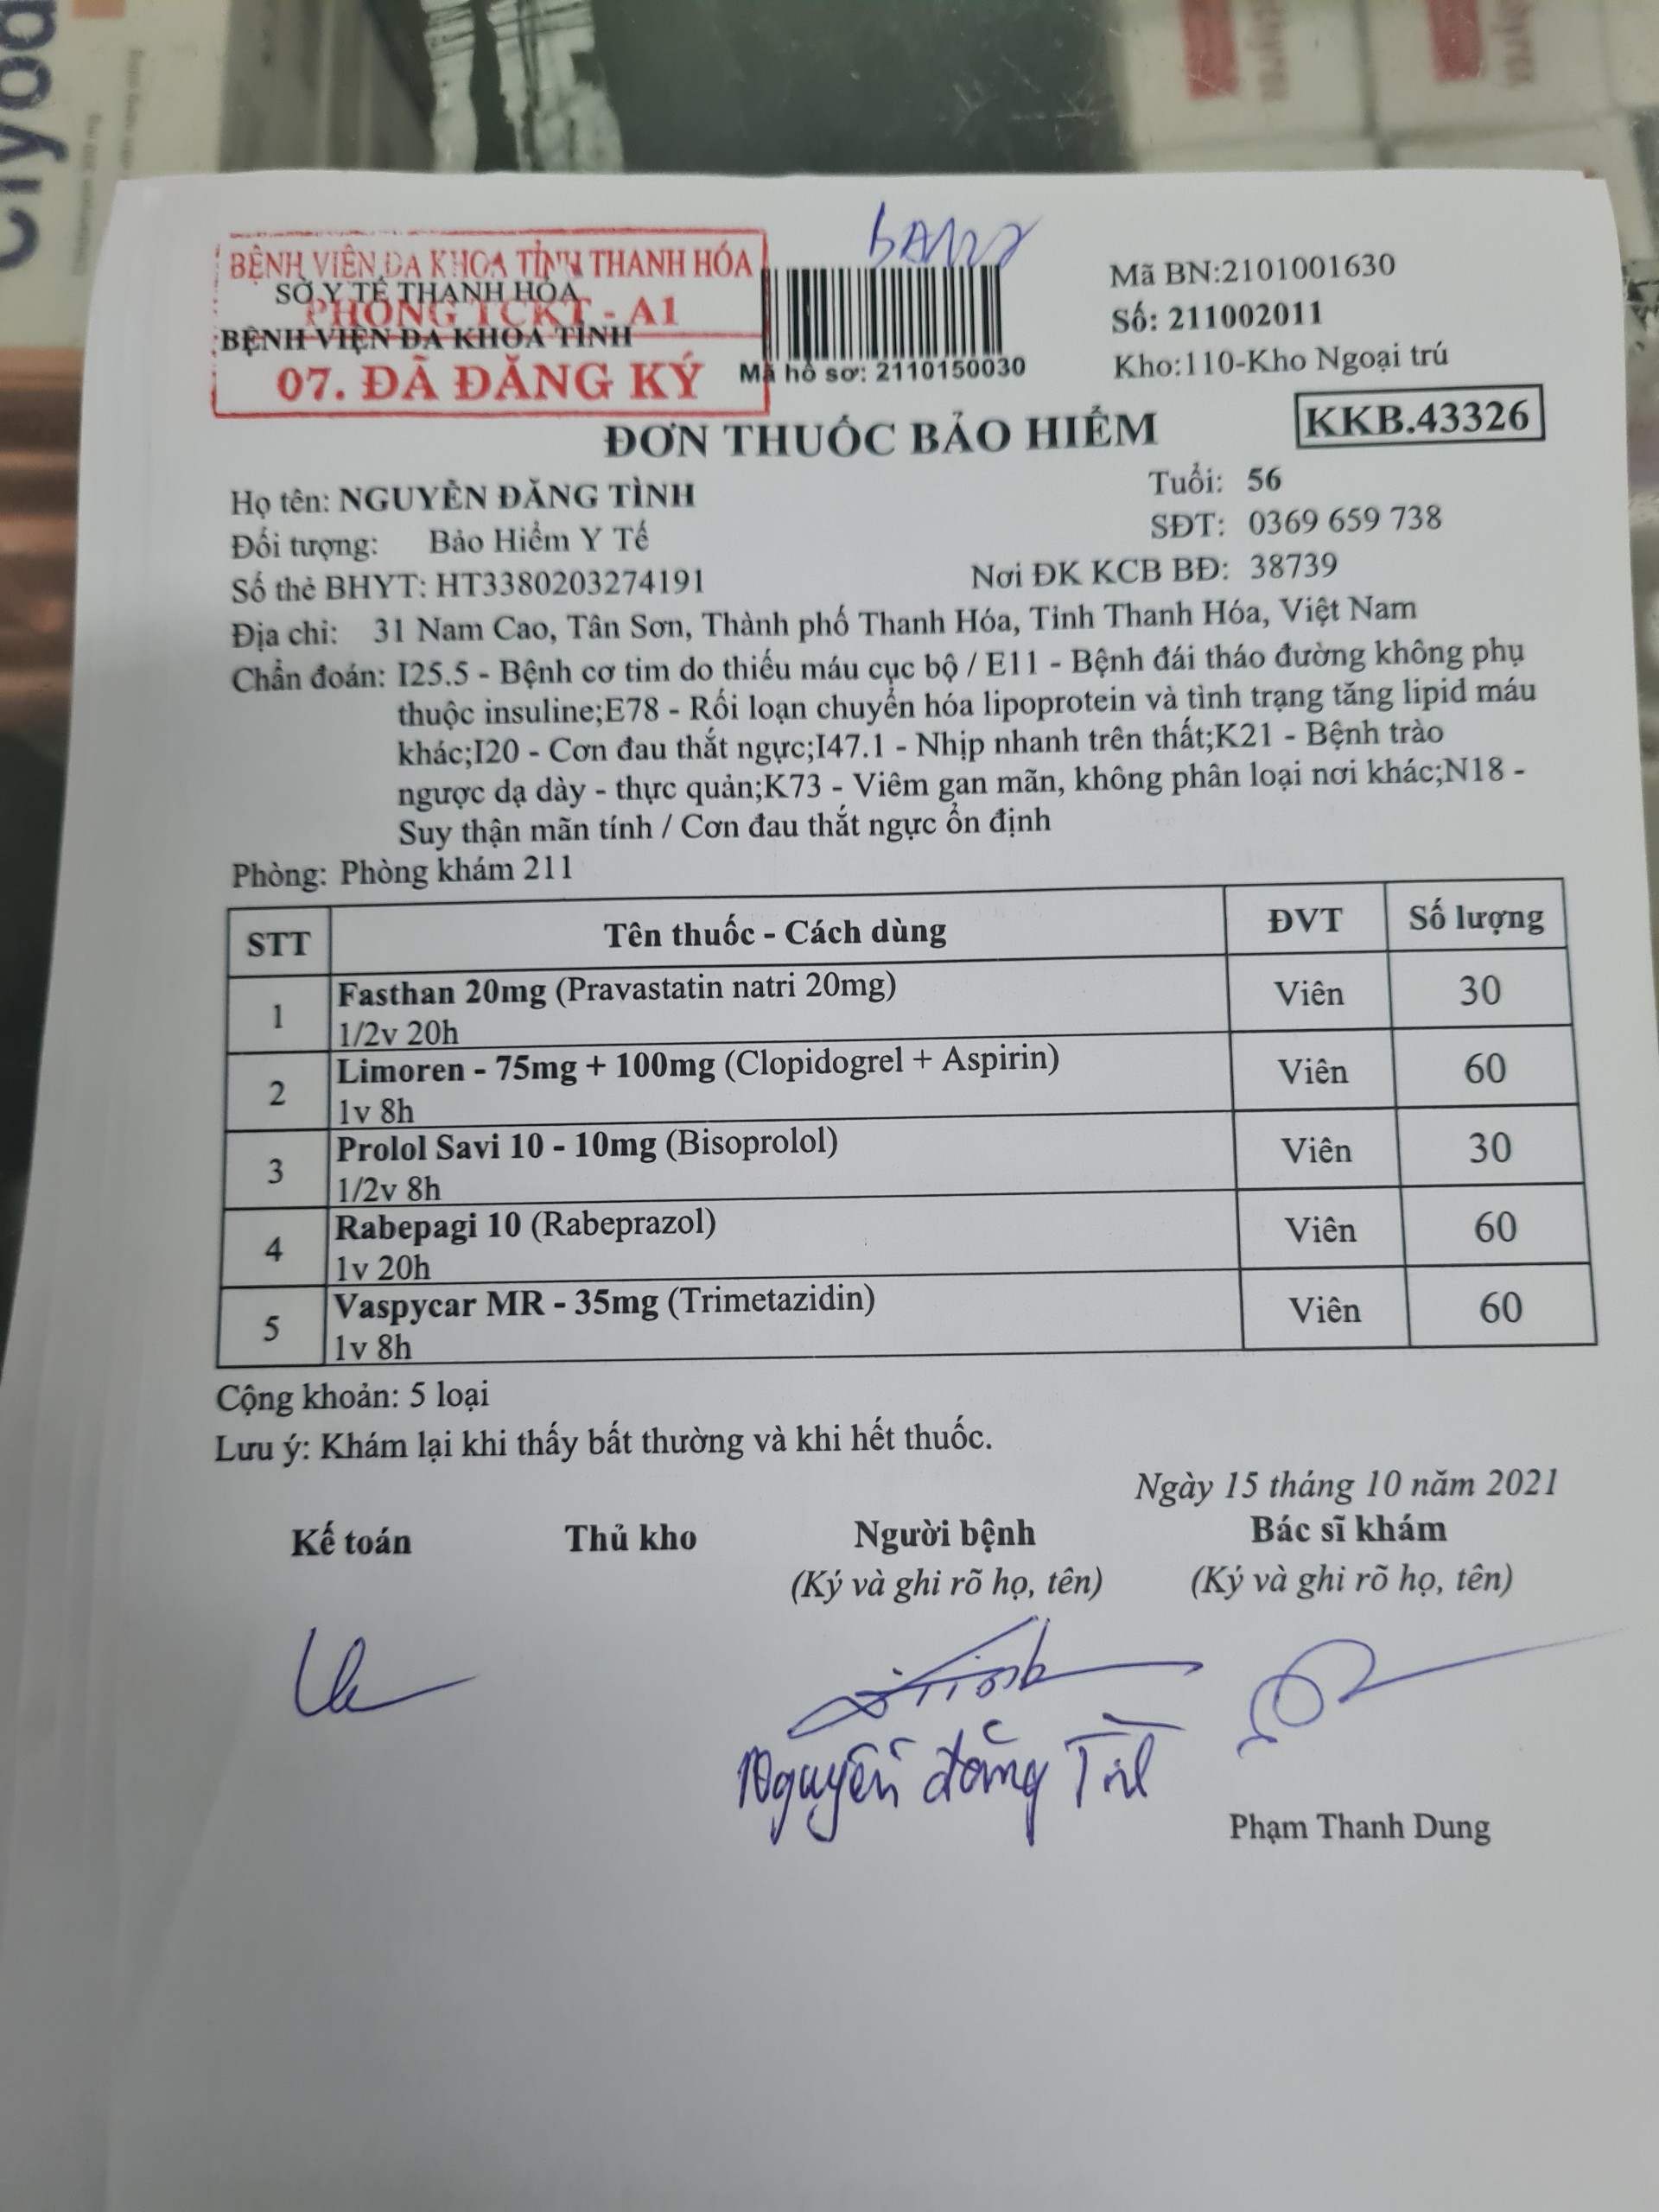 BỆNH VIỆN ĐA KHOA TỈNH THANH HÓA
SỞ Y TẾ THANH HÓA
PHÒNG TCKT - A1
BỆNH VIỆN ĐA KHOA TỈNH
07. ĐÃ ĐĂNG KÝ
Mã hồ sơ: 2110150030
Mã BN:2101001630
Số: 211002011
Kho:110-Kho Ngoại trú
KKB.43326
ĐƠN THUỐC BẢO HIỂM
Họ tên: NGUYỄN ĐĂNG TÌNH Tuổi: 56
Đối tượng: Bảo Hiểm Y Tế SĐT: 0369 659 738
Số thẻ BHYT: HT3380203274191 Nơi ĐK KCB BĐ: 38739
Địa chỉ: 31 Nam Cao, Tân Sơn, Thành phố Thanh Hóa, Tỉnh Thanh Hóa, Việt Nam
Chẩn đoán: I25.5 - Bệnh cơ tim do thiếu máu cục bộ / E11 - Bệnh đái tháo đường không phụ
thuộc insuline;E78 - Rối loạn chuyển hóa lipoprotein và tình trạng tăng lipid máu
khác;I20 - Cơn đau thắt ngực;I47.1 - Nhịp nhanh trên thất;K21 - Bệnh trào
ngược dạ dày - thực quản;K73 - Viêm gan mãn, không phân loại nơi khác;N18 -
Suy thận mãn tính / Cơn đau thắt ngực ổn định
Phòng: Phòng khám 211
STT Tên thuốc - Cách dùng ĐVT Số lượng
1 Fasthan 20mg (Pravastatin natri 20mg) Viên 30
1/2v 20h
2 Limoren - 75mg + 100mg (Clopidogrel + Aspirin) Viên 60
1v 8h
3 Prolol Savi 10 - 10mg (Bisoprolol) Viên 30
1/2v 8h
4 Rabepagi 10 (Rabeprazol) Viên 60
1v 20h
5 Vaspycar MR - 35mg (Trimetazidin) Viên 60
1v 8h
Cộng khoản: 5 loại
Lưu ý: Khám lại khi thấy bất thường và khi hết thuốc.
Ngày 15 tháng 10 năm 2021
Kế toán Thủ kho Người bệnh Bác sĩ khám
(Ký và ghi rõ họ, tên) (Ký và ghi rõ họ, tên)
Nguyễn Đăng Tình
Phạm Thanh Dung